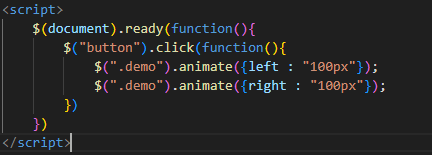 <script>
$(document).ready(function(){
$("button").click(function(){
$(".demo").animate({left : "100px"});
$(".demo").animate({right : "100px"});
})
})
</script>